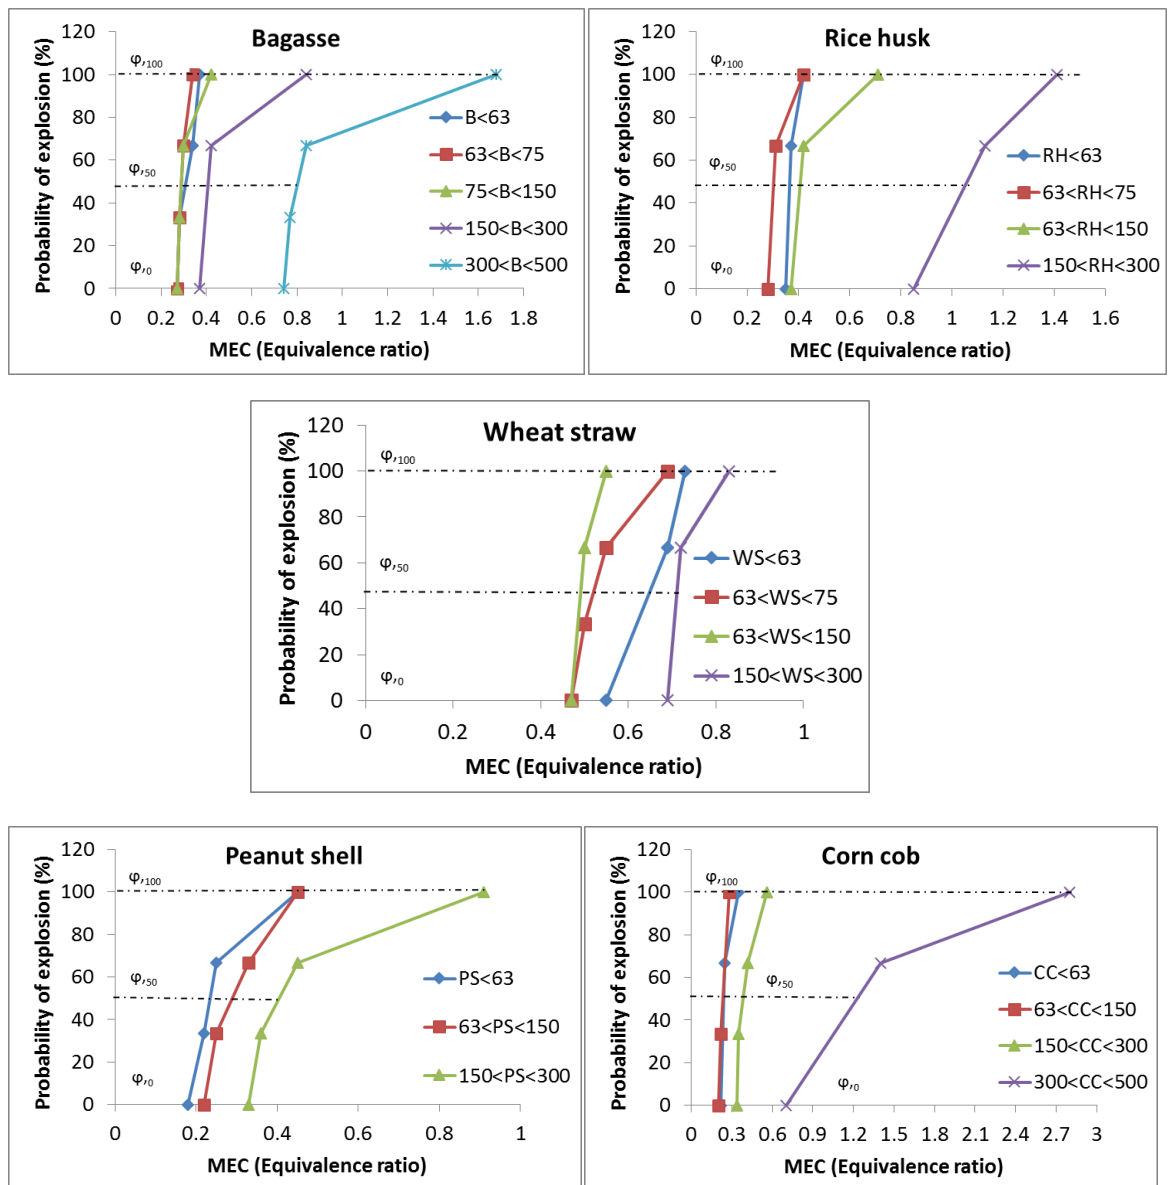 Bagasse
Probability of explosion (%)
120
100
80
60
40
20
0
φ,100
φ,50
φ,0
B<63
63<B<75
75<B<150
150<B<300
300<B<500
0 0.2 0.4 0.6 0.8 1 1.2 1.4 1.6 1.8
MEC (Equivalence ratio)
Rice husk
Probability of explosion (%)
120
100
80
60
40
20
0
φ,100
φ,50
φ,0
RH<63
63<RH<75
63<RH<150
150<RH<300
0 0.2 0.4 0.6 0.8 1 1.2 1.4 1.6
MEC (Equivalence ratio)
Wheat straw
Probability of explosion (%)
120
100
80
60
40
20
0
φ,100
φ,50
φ,0
WS<63
63<WS<75
63<WS<150
150<WS<300
0 0.2 0.4 0.6 0.8 1
MEC (Equivalence ratio)
Peanut shell
Probability of explosion (%)
120
100
80
60
40
20
0
φ,100
φ,50
φ,0
PS<63
63<PS<150
150<PS<300
0 0.2 0.4 0.6 0.8 1
MEC (Equivalence ratio)
Corn cob
Probability of explosion (%)
120
100
80
60
40
20
0
φ,100
φ,50
φ,0
CC<63
63<CC<150
150<CC<300
300<CC<500
0 0.3 0.6 0.9 1.2 1.5 1.8 2.1 2.4 2.7 3
MEC (Equivalence ratio)